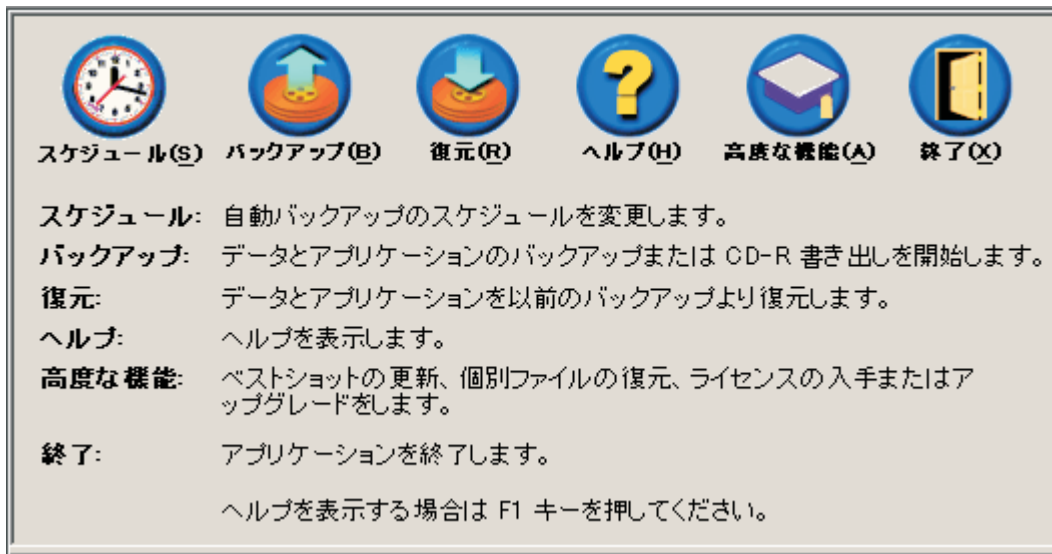 スケジュール(S) バックアップ(B) 復元(R) ヘルプ(H) 高度な機能(A) 終了(X)
スケジュール: 自動バックアップのスケジュールを変更します。
バックアップ: データとアプリケーションのバックアップまたは CD-R 書き出しを開始します。
復元: データとアプリケーションを以前のバックアップより復元します。
ヘルプ: ヘルプを表示します。
高度な機能: ベストショットの更新、個別ファイルの復元、ライセンスの入手またはア
ップグレードをします。
終了: アプリケーションを終了します。
ヘルプを表示する場合は F1 キーを押してください。